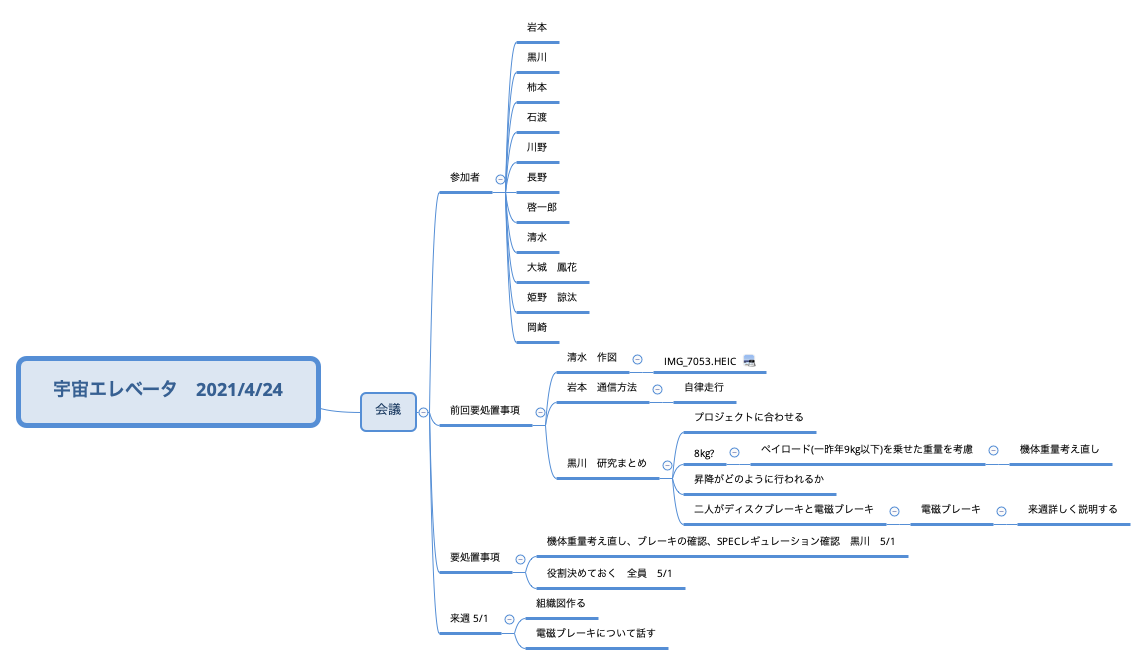 宇宙エレベータ　2021/4/24
会議
参加者
岩本
黒川
柿本
石渡
川野
長野
啓一郎
清水
大城　鳳花
姫野　諒汰
岡崎
前回要処置事項
清水　作図
IMG_7053.HEIC
岩本　通信方法
自律走行
黒川　研究まとめ
プロジェクトに合わせる
8kg?
ペイロード(一昨年9kg以下)を乗せた重量を考慮
機体重量考え直し
昇降がどのように行われるか
二人がディスクブレーキと電磁ブレーキ
電磁ブレーキ
来週詳しく説明する
要処置事項
機体重量考え直し、ブレーキの確認、SPECレギュレーション確認　黒川　5/1
役割決めておく　全員　5/1
来週 5/1
組織図作る
電磁ブレーキについて話す